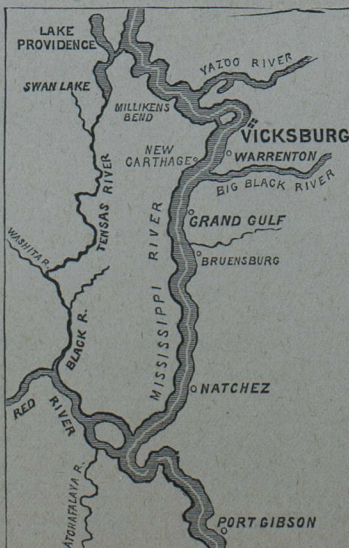 LAKE
PROVIDENCE
YAZOO RIVER
SWAN LAKE
MILLIKENS
BEND
VICKSBURG
NEW
CARTHAGE
WARRENTON
BIG BLACK RIVER
TENSAS RIVER
GRAND GULF
WASHITA R.
BRUENSBURG
MISSISSIPPI RIVER
BLACK R.
NATCHEZ
RED RIVER
ATCHAFALAYA R.
PORT GIBSON